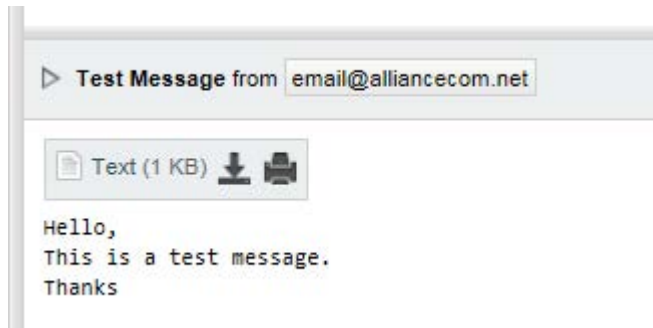 Test Message from email@alliancecom.net
Text (1 KB)
Hello,
This is a test message.
Thanks